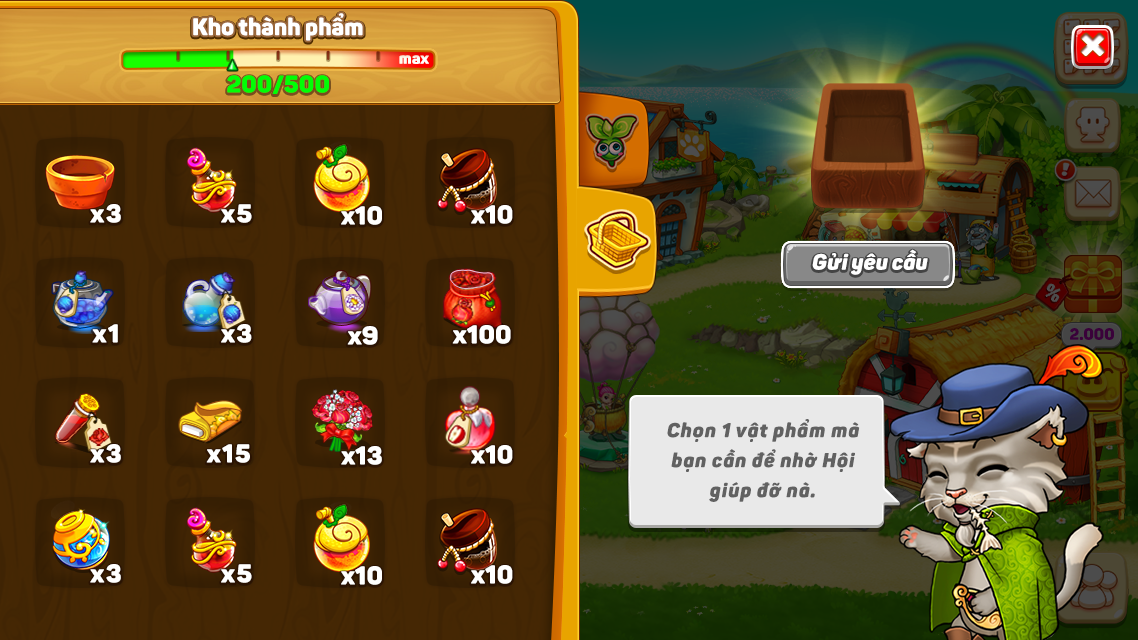 Kho thành phẩm
max
200/500
x3
x5
x10
x10
x1
x3
x9
x100
x3
x15
x13
x10
x3
x5
x10
x10
!
Gửi yêu cầu
%
2.000
Chọn 1 vật phẩm mà
bạn cần để nhờ Hội
giúp đỡ nà.